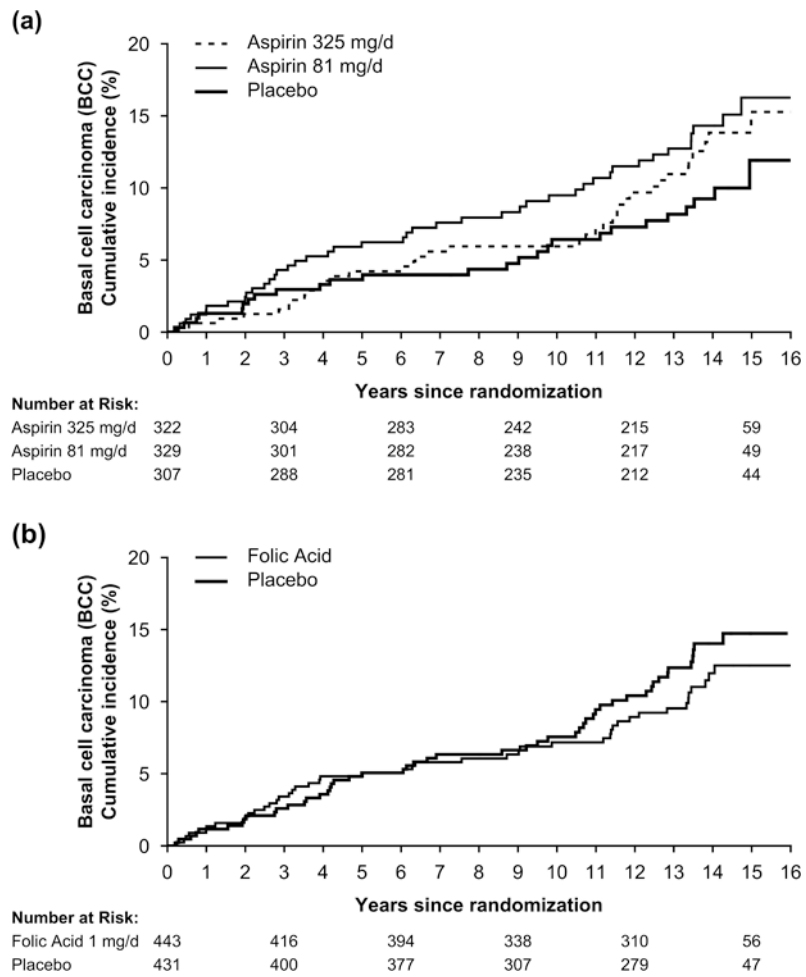 (a)
Aspirin 325 mg/d
Aspirin 81 mg/d
Placebo
Basal cell carcinoma (BCC)
Cumulative incidence (%)
20
15
10
5
0
0 1 2 3 4 5 6 7 8 9 10 11 12 13 14 15 16
Years since randomization
Number at Risk:
Aspirin 325 mg/d 322 304 283 242 215 59
Aspirin 81 mg/d 329 301 282 238 217 49
Placebo 307 288 281 235 212 44
(b)
Folic Acid
Placebo
Basal cell carcinoma (BCC)
Cumulative incidence (%)
20
15
10
5
0
0 1 2 3 4 5 6 7 8 9 10 11 12 13 14 15 16
Years since randomization
Number at Risk:
Folic Acid 1 mg/d 443 416 394 338 310 56
Placebo 431 400 377 307 279 47